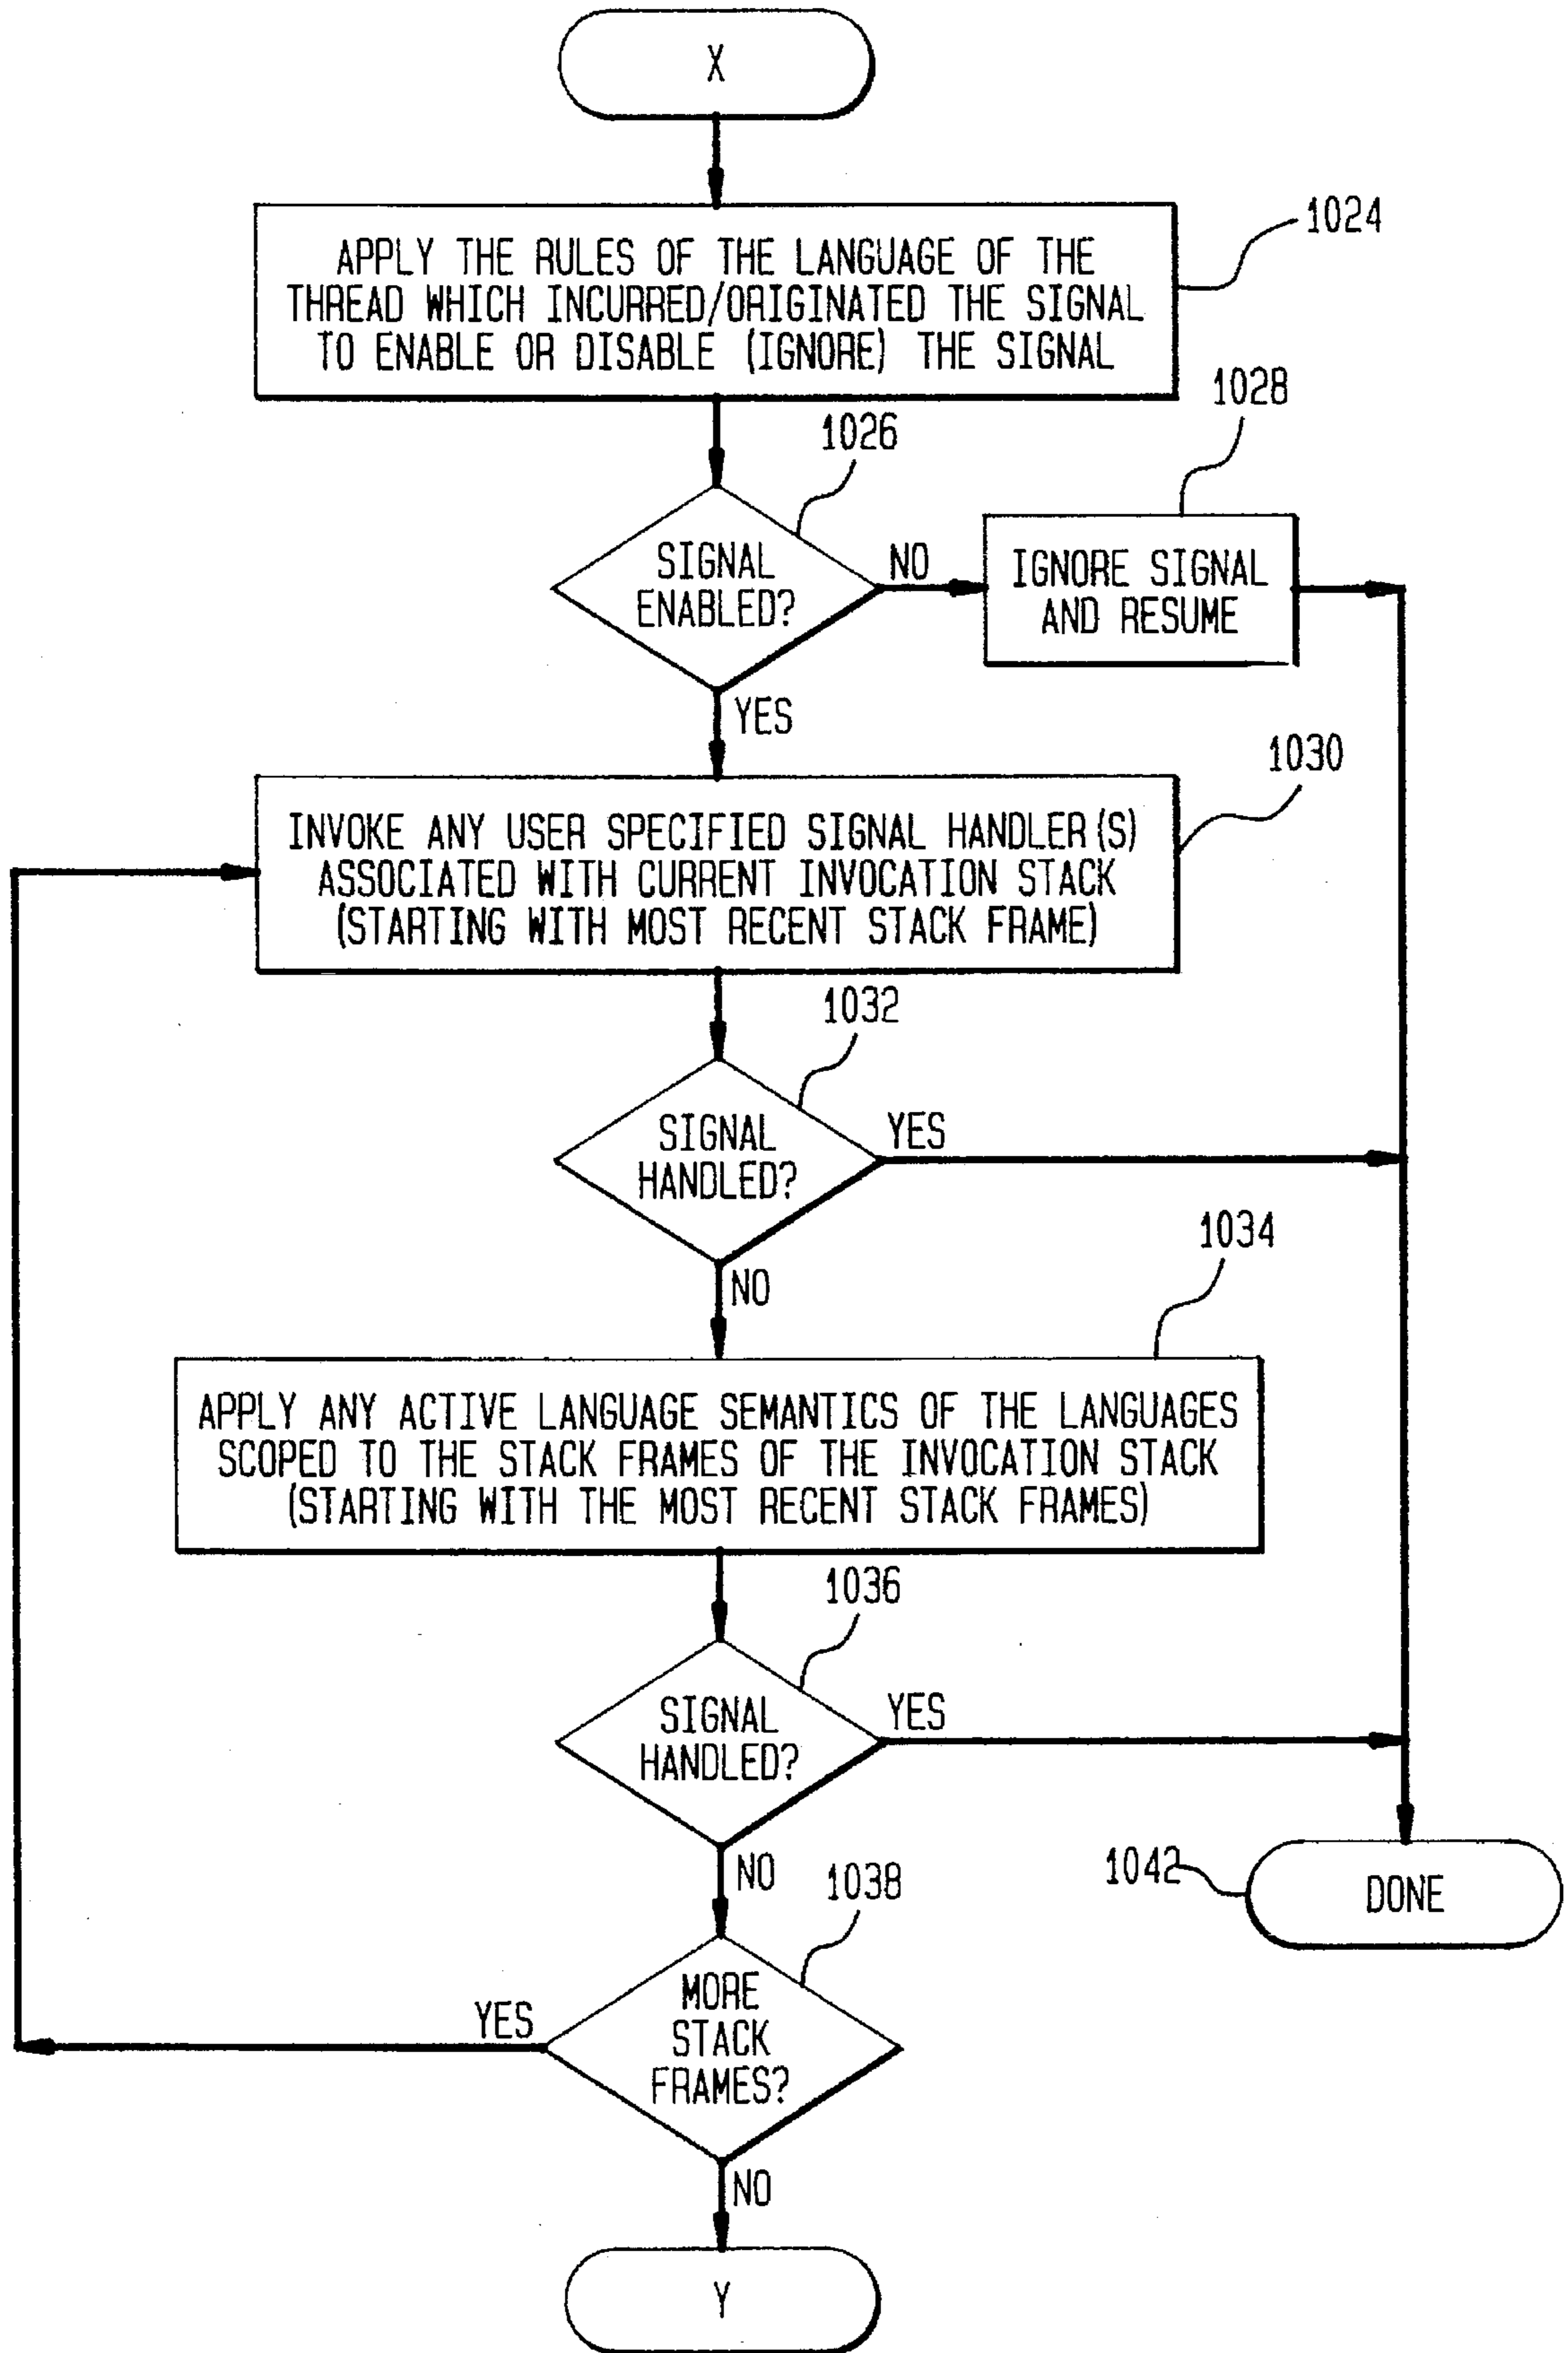 X
1024
APPLY THE RULES OF THE LANGUAGE OF THE
THREAD WHICH INCURRED/ORIGINATED THE SIGNAL
TO ENABLE OR DISABLE (IGNORE) THE SIGNAL
1028
1026
SIGNAL
ENABLED?
NO
IGNORE SIGNAL
AND RESUME
YES
1030
INVOKE ANY USER SPECIFIED SIGNAL HANDLER(S)
ASSOCIATED WITH CURRENT INVOCATION STACK
(STARTING WITH MOST RECENT STACK FRAME)
1032
SIGNAL
HANDLED?
YES
NO
1034
APPLY ANY ACTIVE LANGUAGE SEMANTICS OF THE LANGUAGES
SCOPED TO THE STACK FRAMES OF THE INVOCATION STACK
(STARTING WITH THE MOST RECENT STACK FRAMES)
1036
SIGNAL
HANDLED?
YES
NO
1038
1042
DONE
MORE
STACK
FRAMES?
YES
NO
Y